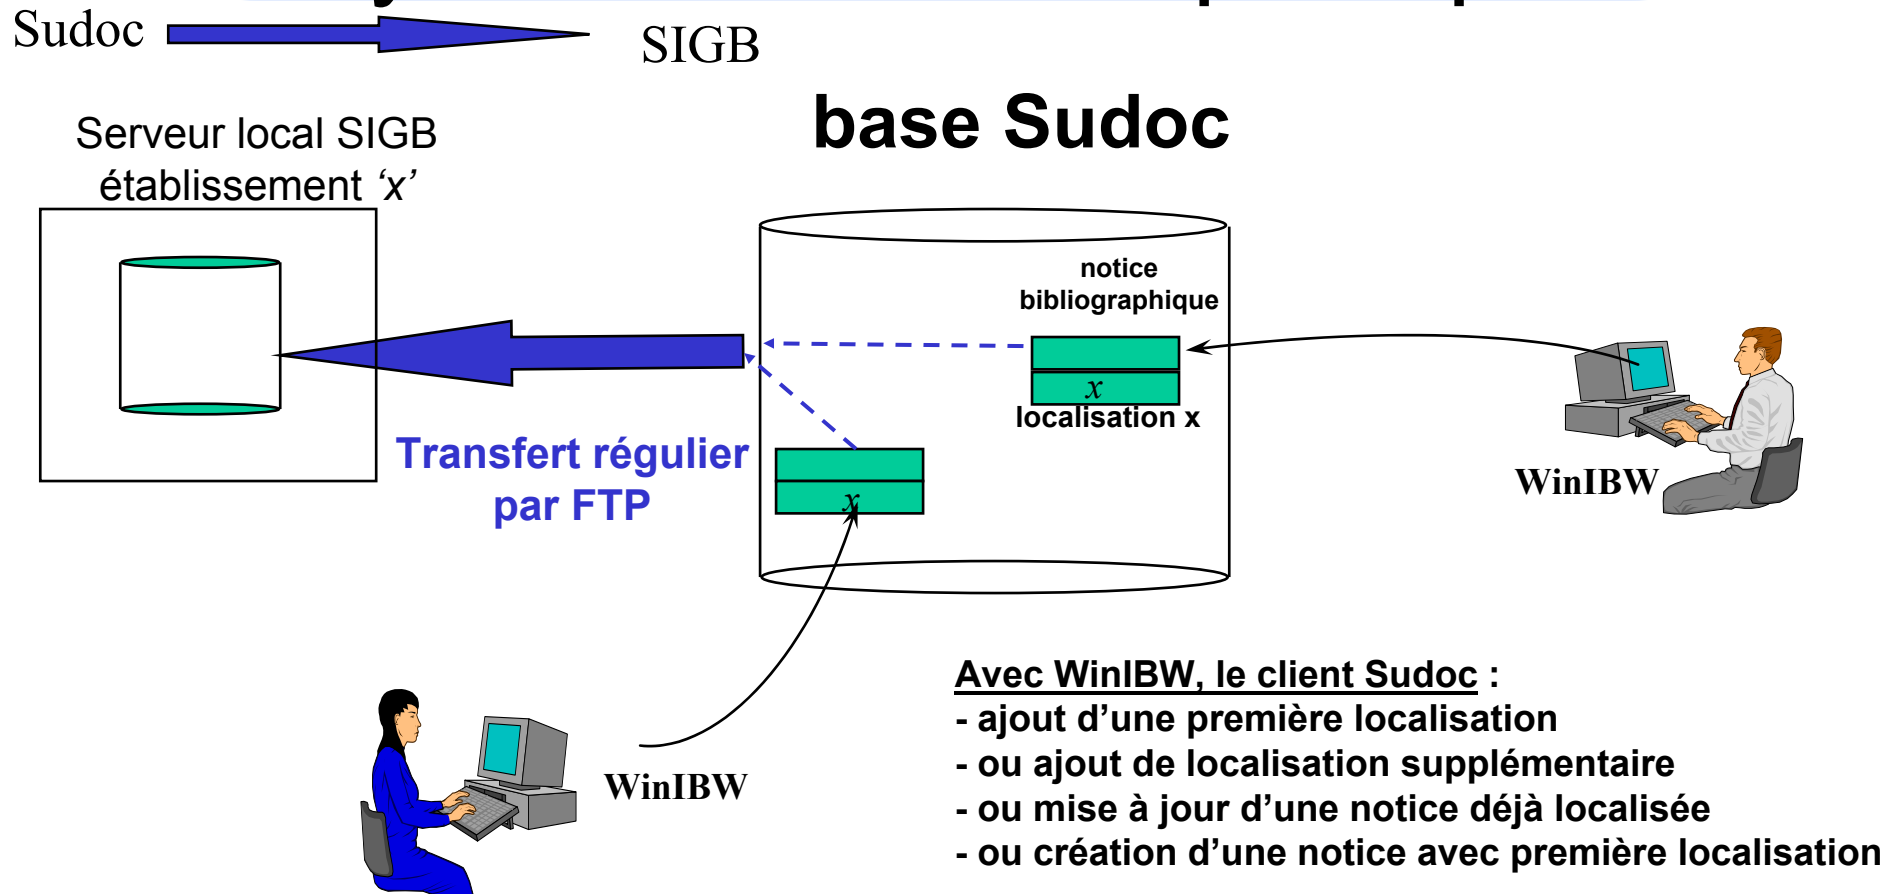 Sudoc
SIGB
base Sudoc
Serveur local SIGB
établissement ‘x’
notice
bibliographique
x
localisation x
Transfert régulier
par FTP
x
WinIBW
WinIBW
Avec WinIBW, le client Sudoc :
- ajout d’une première localisation
- ou ajout de localisation supplémentaire
- ou mise à jour d’une notice déjà localisée
- ou création d’une notice avec première localisation